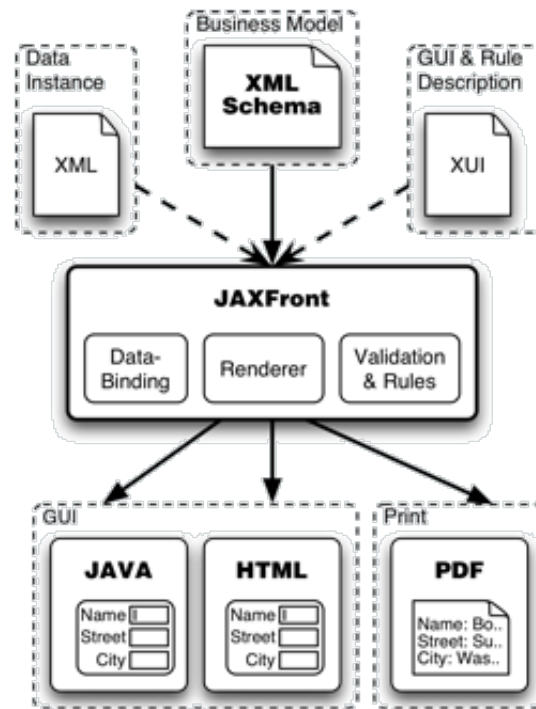 Business Model
Data
Instance
GUI & Rule
Description
XML
Schema
XML
XUI
JAXFront
Data-
Binding
Renderer
Validation
& Rules
GUI
Print
JAVA
HTML
PDF
Name
Street
City
Name
Street
City
Name: Bo..
Street: Su..
City: Was..